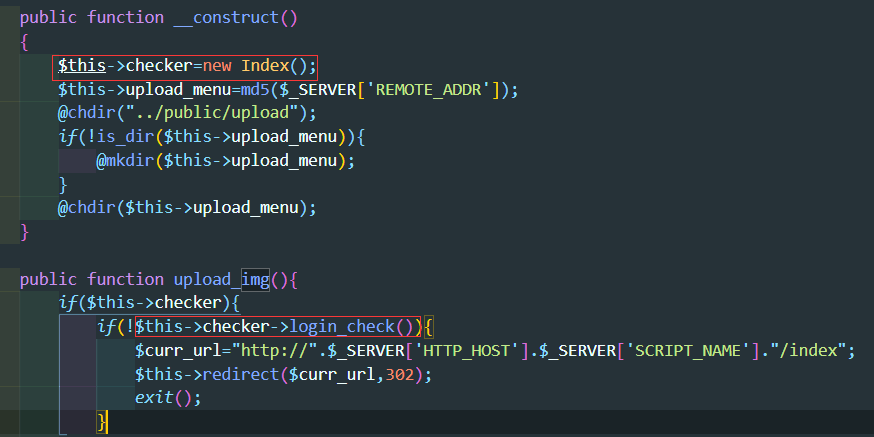 public function __construct()
{
    $this->checker=new Index();
    $this->upload_menu=md5($_SERVER['REMOTE_ADDR']);
    @chdir("../public/upload");
    if(!is_dir($this->upload_menu)){
        @mkdir($this->upload_menu);
    }
    @chdir($this->upload_menu);
}
public function upload_img(){
    if($this->checker){
        if(!$this->checker->login_check()){
            $curr_url="http://".$_SERVER['HTTP_HOST'].$_SERVER['SCRIPT_NAME']."/index";
            $this->redirect($curr_url,302);
            exit();
        }